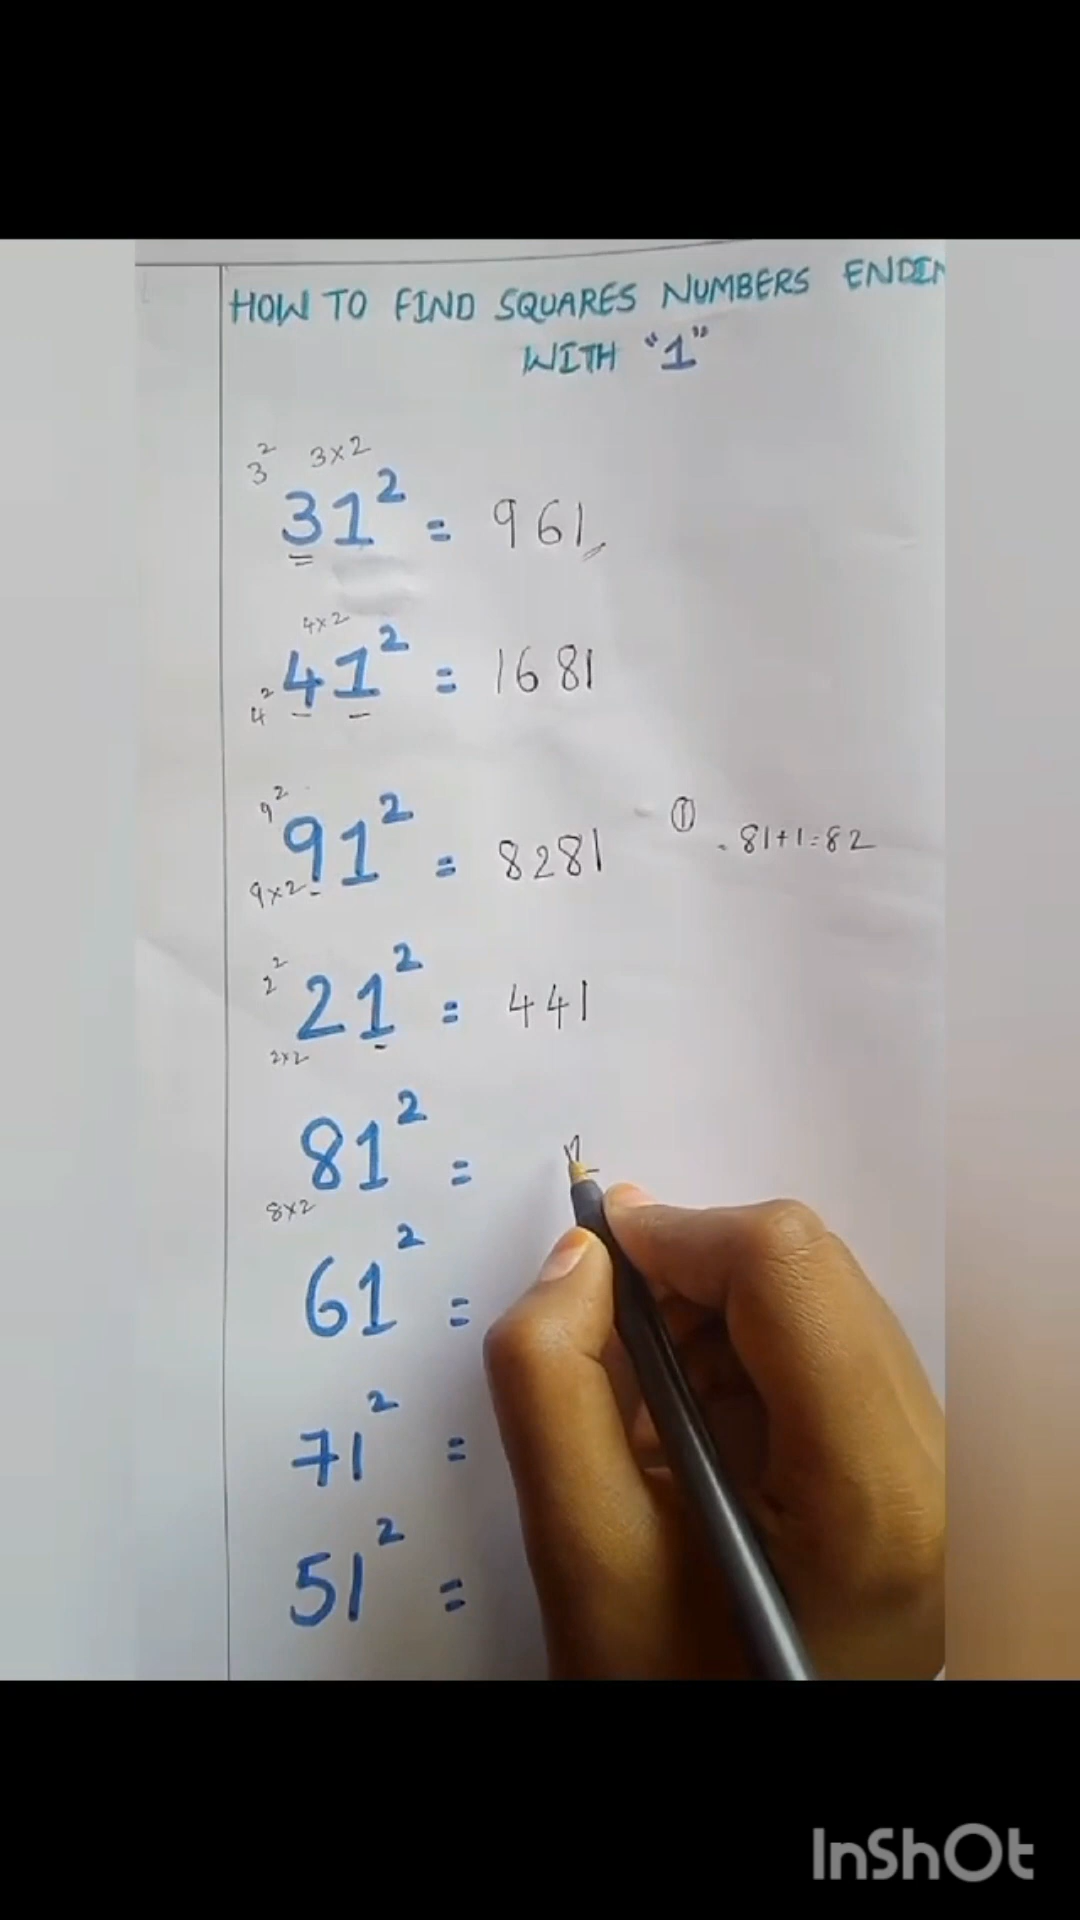 HOW TO FIND SQUARES NUMBERS ENDIN
WITH "1"
3² 3×2
31² = 961
4×2
4² 41² = 1681
9² 91² = 8281 ① = 81+1=82
9×2
2² 21² = 441
2×2
81² =
8×2
61² =
71² =
51² =
InShOt